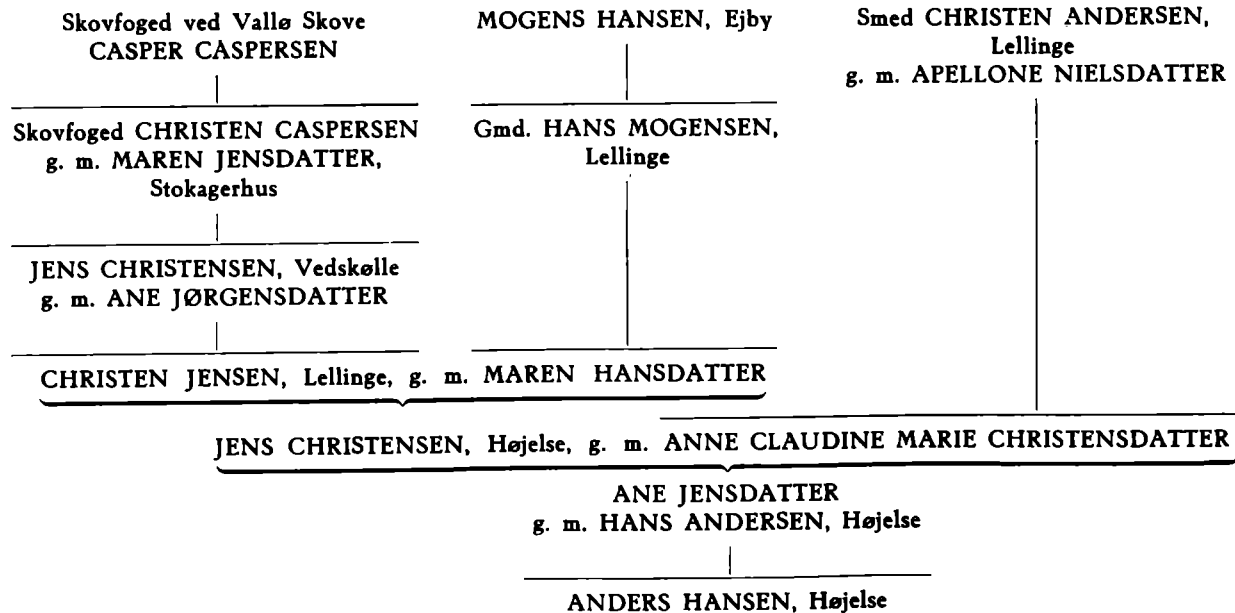 Skovfoged ved Vallø Skove
CASPER CASPERSEN
MOGENS HANSEN, Ejby
Smed CHRISTEN ANDERSEN,
Lellinge
g. m. APELLONE NIELSDATTER
Skovfoged CHRISTEN CASPERSEN
g. m. MAREN JENSDATTER,
Stokagerhus
Gmd. HANS MOGENSEN,
Lellinge
JENS CHRISTENSEN, Vedskølle
g. m. ANE JØRGENSDATTER
CHRISTEN JENSEN, Lellinge, g. m. MAREN HANSDATTER
JENS CHRISTENSEN, Højelse, g. m. ANNE CLAUDINE MARIE CHRISTENSDATTER
ANE JENSDATTER
g. m. HANS ANDERSEN, Højelse
ANDERS HANSEN, Højelse